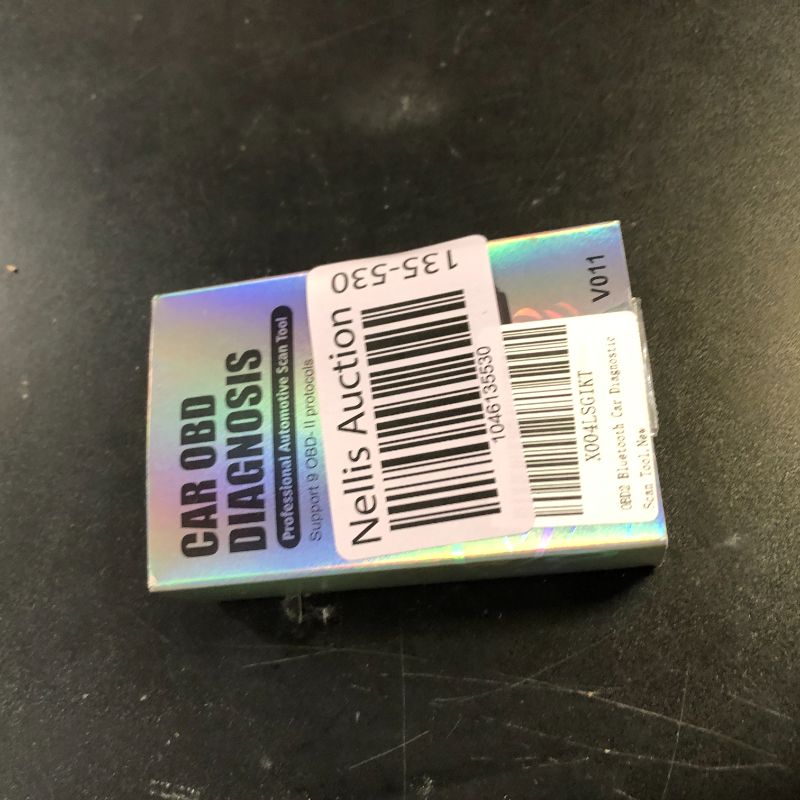 CAR OBD
DIAGNOSIS
Professional Automotive Scan Tool
Support 9 OBD-II protocols
Nellis Auction
1046135530
135-530
V011
X004LSGIKT
OBD2 Bluetooth Car Diagnostic
Scan Tool,New